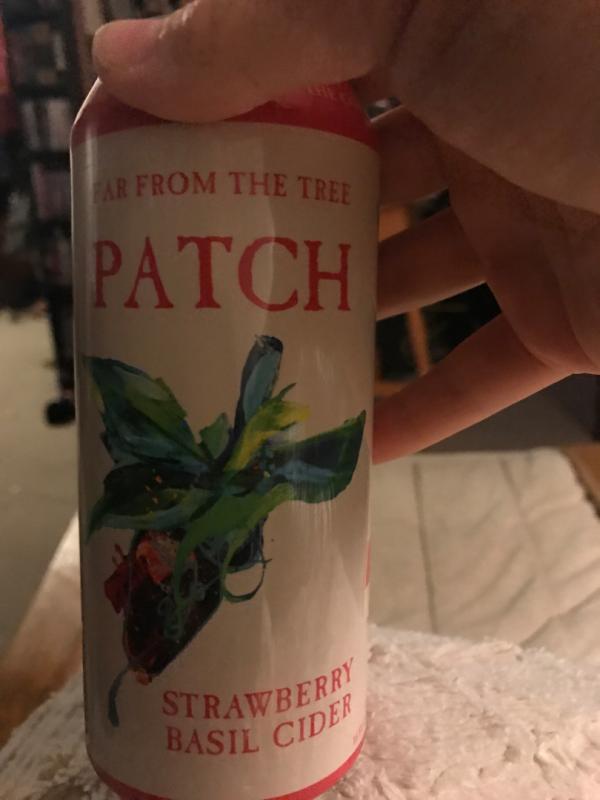 FAR FROM THE TREE
PATCH
STRAWBERRY
BASIL CIDER